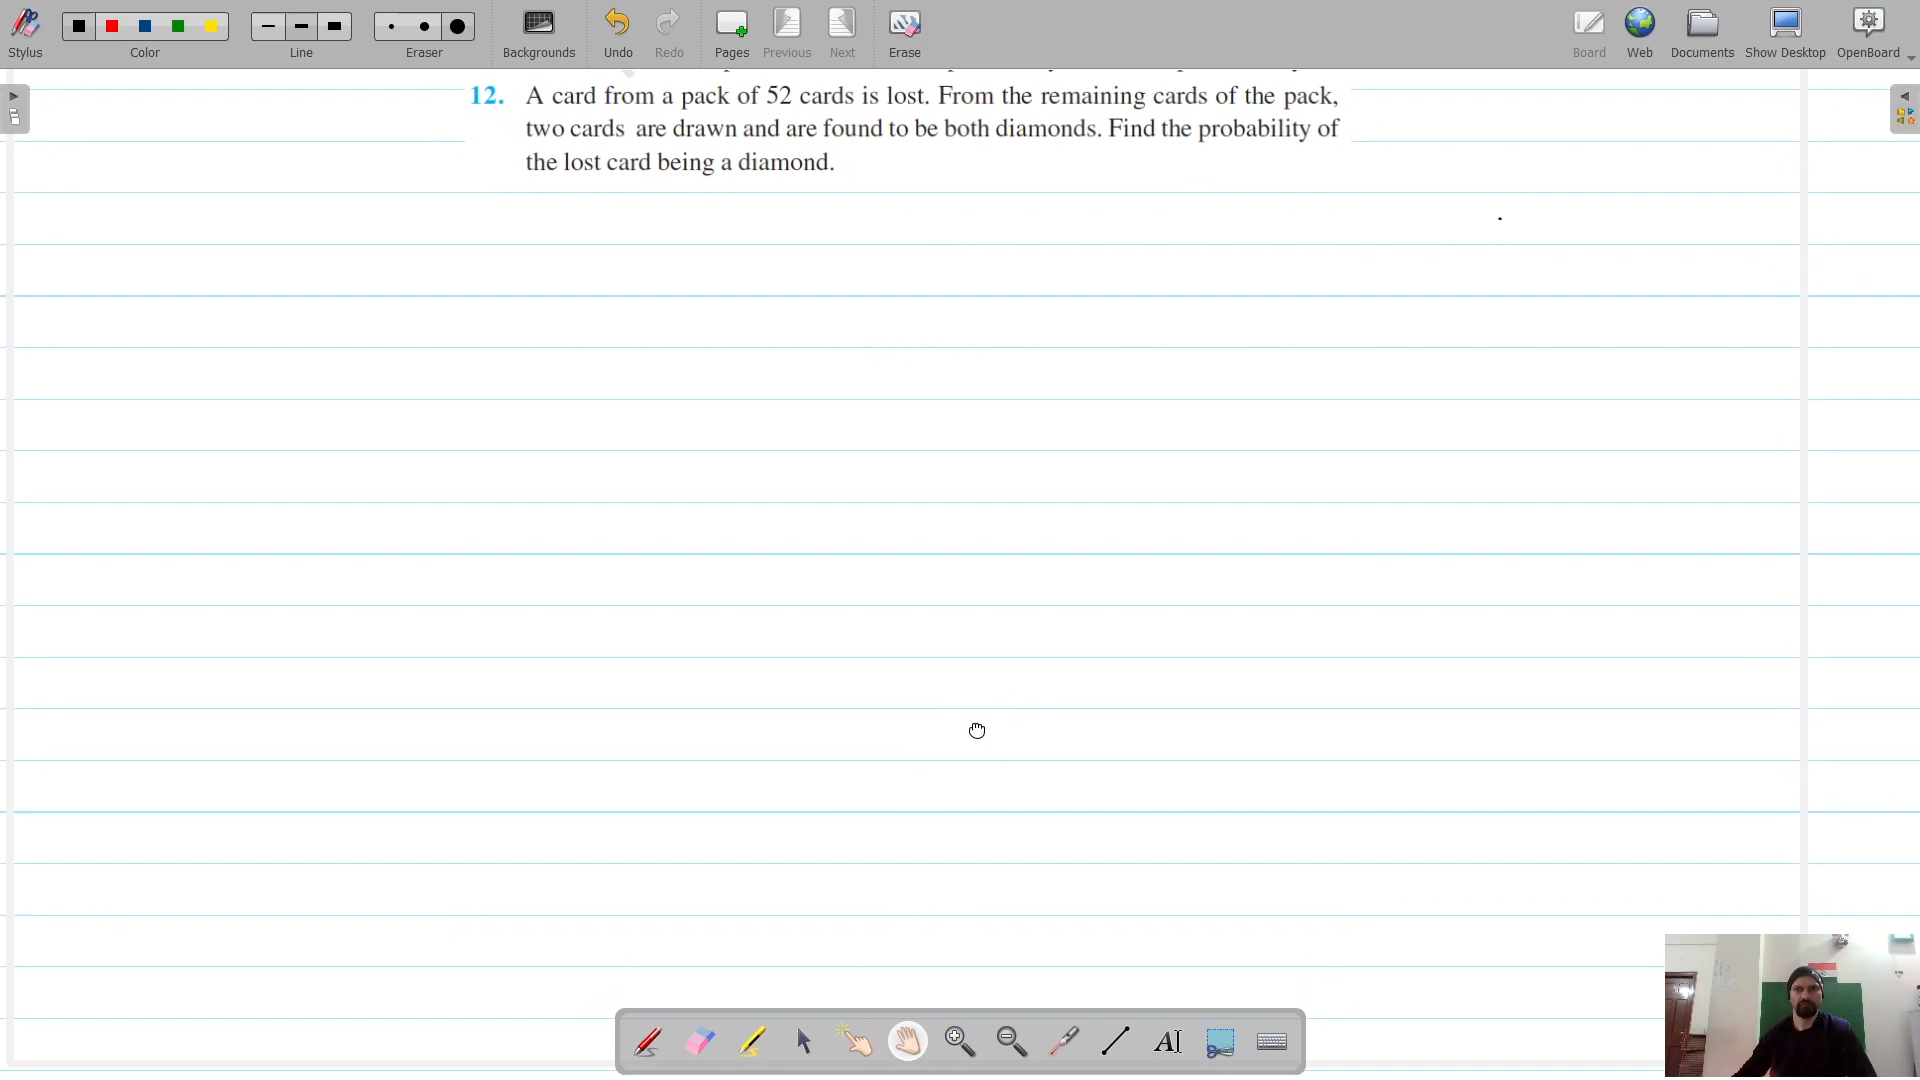 Stylus
Color
Line
Eraser
Backgrounds
Undo
Redo
Pages
Previous
Next
Erase
Board
Web
Documents
Show Desktop
OpenBoard
12. A card from a pack of 52 cards is lost. From the remaining cards of the pack,
two cards are drawn and are found to be both diamonds. Find the probability of
the lost card being a diamond.